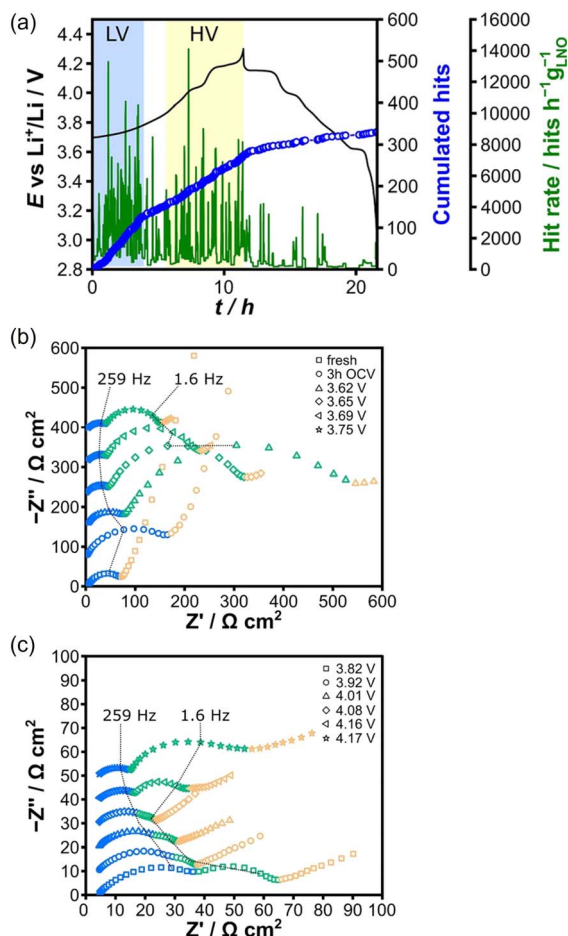 (a)
LV
HV
4.4
4.2
4.0
3.8
3.6
3.4
3.2
3.0
2.8
E vs Li⁺/Li / V
0
10
20
t / h
600
500
400
300
200
100
0
Cumulated hits
16000
14000
12000
10000
8000
6000
4000
2000
0
Hit rate / hits h⁻¹g⁻¹LNO
(b)
600
500
400
300
200
100
0
−Z'' / Ω cm²
259 Hz
1.6 Hz
fresh
3h OCV
3.62 V
3.65 V
3.69 V
3.75 V
0 100 200 300 400 500 600
Z' / Ω cm²
(c)
100
90
80
70
60
50
40
30
20
10
0
−Z'' / Ω cm²
259 Hz
1.6 Hz
3.82 V
3.92 V
4.01 V
4.08 V
4.16 V
4.17 V
0 10 20 30 40 50 60 70 80 90 100
Z' / Ω cm²